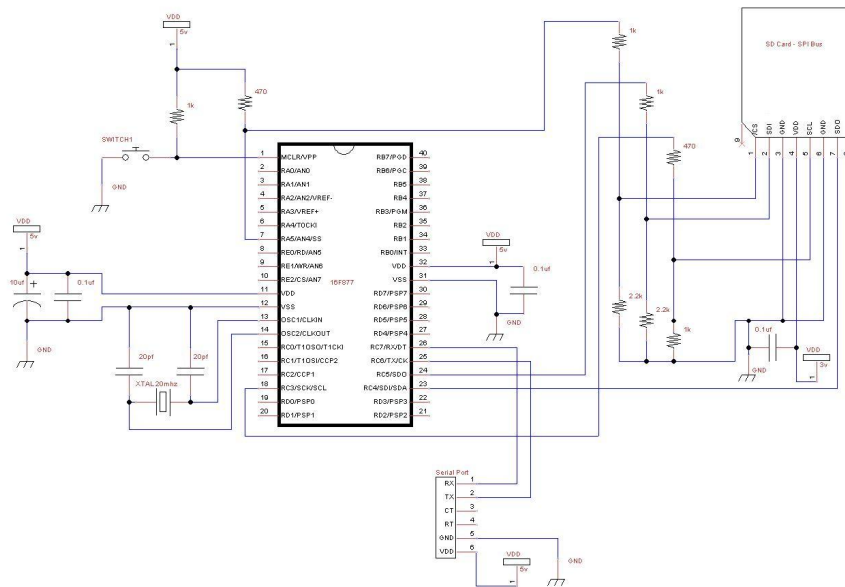 VDD
5v
1
1k
470
SWITCH1
GND
VDD
5v
1
10uf
+
0.1uf
GND
20pf
20pf
XTAL20mhz
16F877
1 MCLR/VPP
2 RA0/AN0
3 RA1/AN1
4 RA2/AN2/VREF-
5 RA3/VREF+
6 RA4/TOCKI
7 RA5/AN4/SS
8 RE0/RD/AN5
9 RE1/WR/AN6
10 RE2/CS/AN7
11 VDD
12 VSS
13 OSC1/CLKIN
14 OSC2/CLKOUT
15 RC0/T1OSO/T1CKI
16 RC1/T1OSI/CCP2
17 RC2/CCP1
18 RC3/SCK/SCL
19 RD0/PSP0
20 RD1/PSP1
RB7/PGD 40
RB6/PGC 39
RB5 38
RB4 37
RB3/PGM 36
RB2 35
RB1 34
RB0/INT 33
VDD 32
VSS 31
RD7/PSP7 30
RD6/PSP6 29
RD5/PSP5 28
RD4/PSP4 27
RC7/RX/DT 26
RC6/TX/CK 25
RC5/SDO 24
RC4/SDI/SDA 23
RD3/PSP3 22
RD2/PSP2 21
VDD
5v
1
0.1uf
GND
1k
1k
470
2.2k
2.2k
1k
SD Card - SPI Bus
9
/CS
SDI
GND
VDD
SCL
GND
SDO
1 2 3 4 5 6 7
0.1uf
GND
VDD
3v
1
Serial Port
RX 1
TX 2
CT 3
RT 4
GND 5
VDD 6
VDD
5v
1
GND